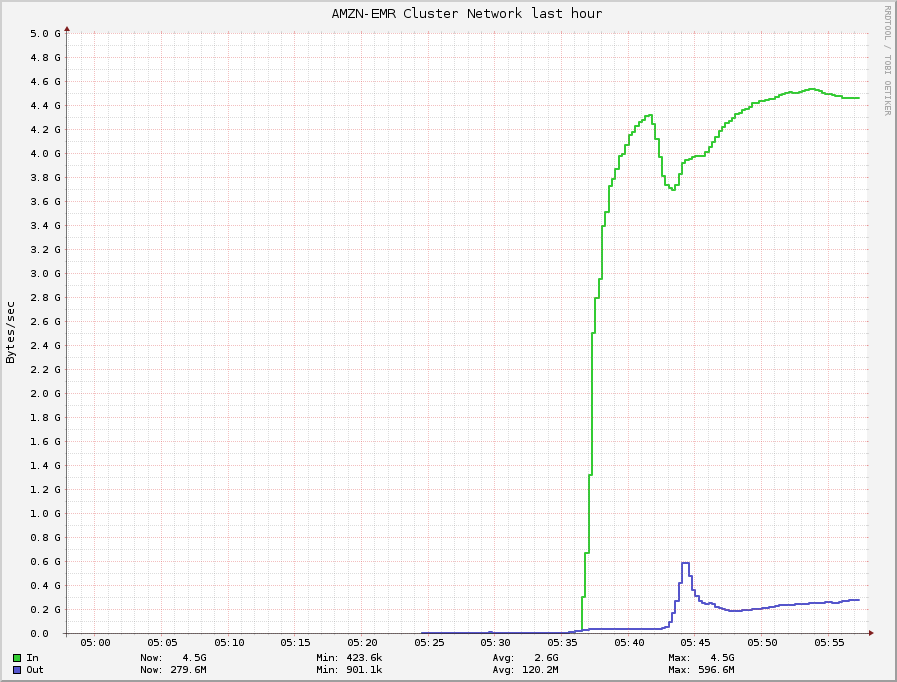 AMZN-EMR Cluster Network last hour
RRDTOOL / TOBI OETIKER
Bytes/sec
5.0 G
4.8 G
4.6 G
4.4 G
4.2 G
4.0 G
3.8 G
3.6 G
3.4 G
3.2 G
3.0 G
2.8 G
2.6 G
2.4 G
2.2 G
2.0 G
1.8 G
1.6 G
1.4 G
1.2 G
1.0 G
0.8 G
0.6 G
0.4 G
0.2 G
0.0
05:00 05:05 05:10 05:15 05:20 05:25 05:30 05:35 05:40 05:45 05:50 05:55
In Now: 4.5G Min: 423.6k Avg: 2.6G Max: 4.5G
Out Now: 279.6M Min: 901.1k Avg: 120.2M Max: 596.6M